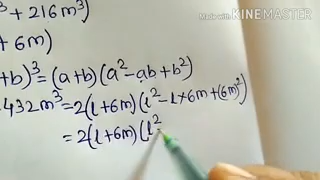 Made with KINEMASTER
³ + 216m³
+ 6m)
+b)³ = (a+b)(a²-ab+b²)
432m³ = 2(l+6m)(l²-l×6m+(6m)²)
= 2(l+6m)(l²